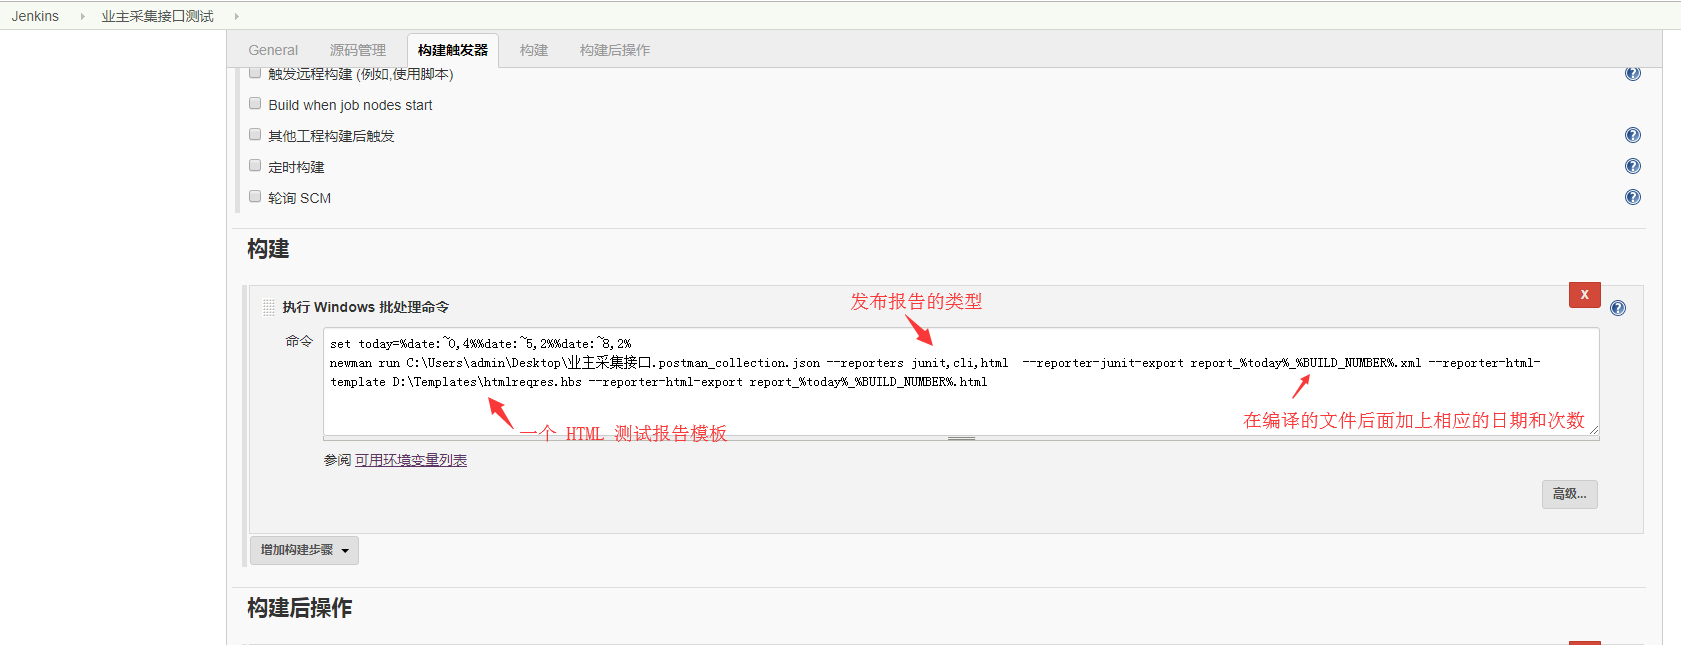 Jenkins 业主采集接口测试
General 源码管理 构建触发器 构建 构建后操作
触发远程构建 (例如,使用脚本)
Build when job nodes start
其他工程构建后触发
定时构建
轮询 SCM
构建
执行 Windows 批处理命令
发布报告的类型
X
命令
set today=%date:~0,4%%date:~5,2%%date:~8,2%
newman run C:\Users\admin\Desktop\业主采集接口.postman_collection.json --reporters junit,cli,html  --reporter-junit-export report_%today%_%BUILD_NUMBER%.xml --reporter-html-
template D:\Templates\htmlreqres.hbs --reporter-html-export report_%today%_%BUILD_NUMBER%.html
在编译的文件后面加上相应的日期和次数
一个 HTML 测试报告模板
参阅 可用环境变量列表
高级...
增加构建步骤
构建后操作